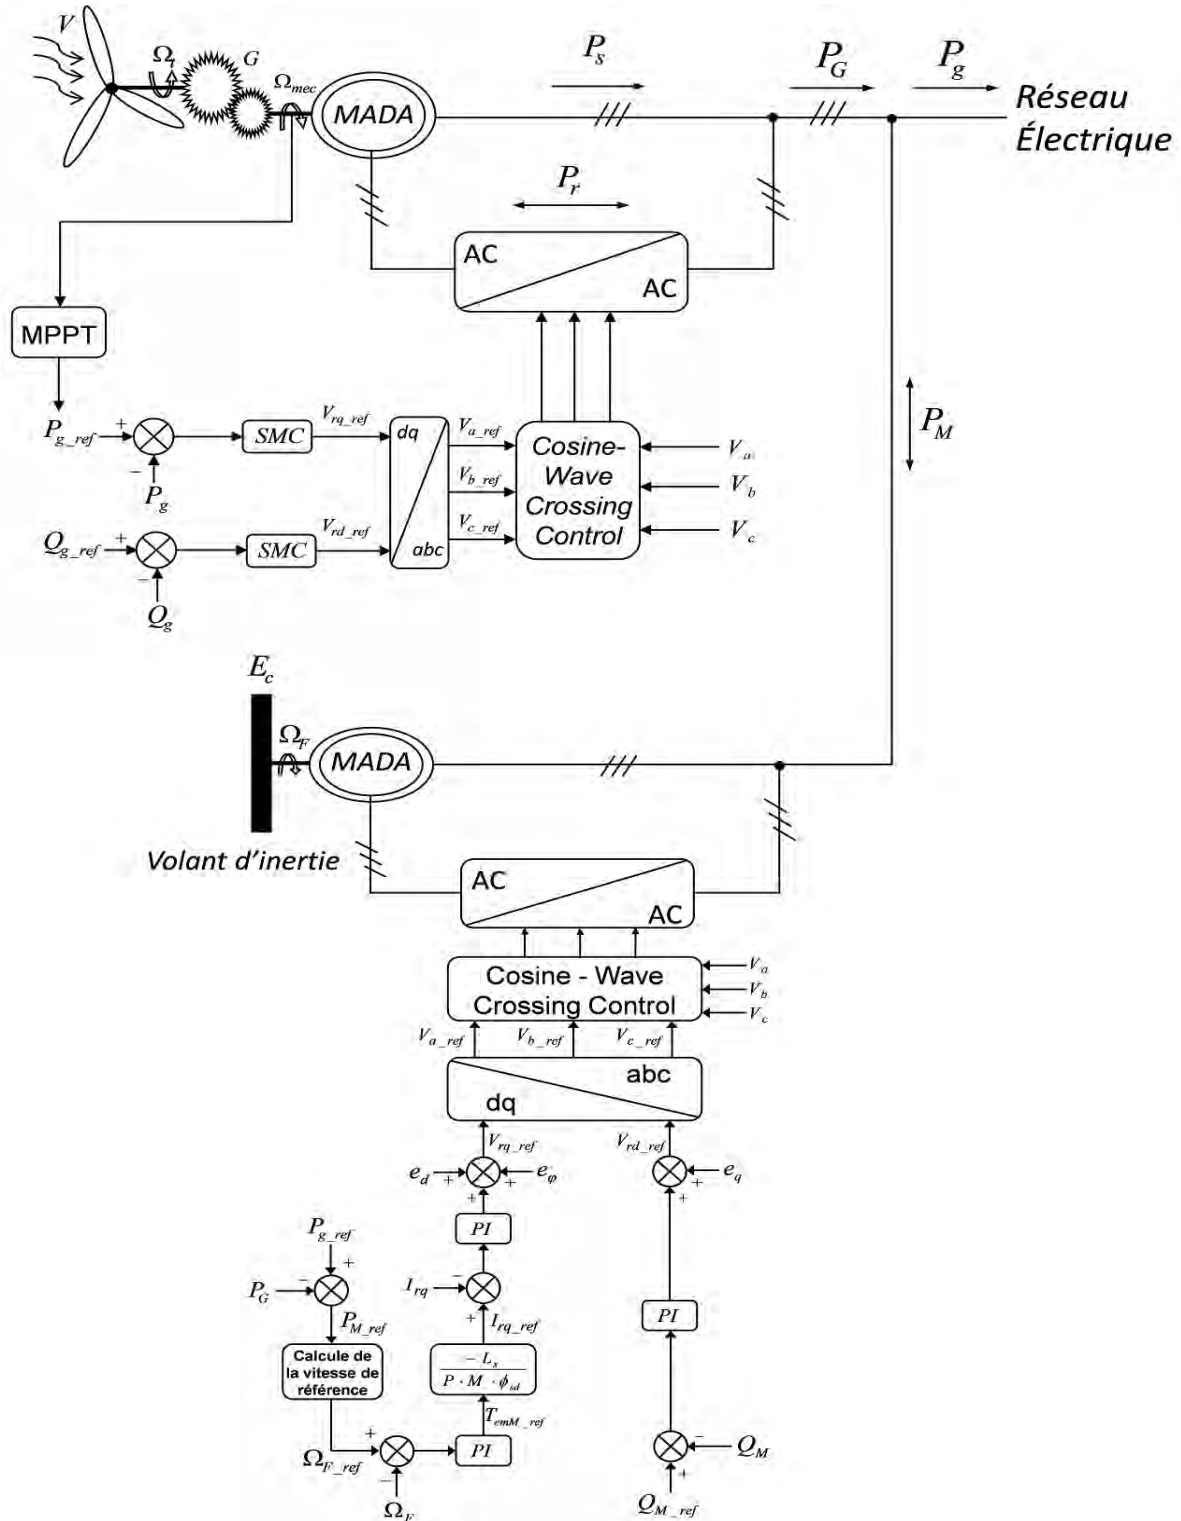 V
Ω_t
G
Ω_mec
MADA
P_s
P_G
P_g
Réseau
Électrique
P_r
AC
AC
MPPT
P_M
P_g_ref
+
−
P_g
SMC
V_rq_ref
dq
abc
V_a_ref
V_b_ref
V_c_ref
Cosine-
Wave
Crossing
Control
V_a
V_b
V_c
Q_g_ref
+
−
Q_g
SMC
V_rd_ref
E_c
Ω_F
MADA
Volant d'inertie
AC
AC
Cosine - Wave
Crossing Control
V_a
V_b
V_c
V_a_ref
V_b_ref
V_c_ref
abc
dq
V_rq_ref
V_rd_ref
e_d
+
+
e_φ
+
e_q
+
+
PI
P_g_ref
+
P_G
−
I_rq
−
+
I_rq_ref
P_M_ref
PI
Calcule de
la vitesse de
référence
− L_s
P · M · ϕ_sd
T_emM_ref
Ω_F_ref
+
−
Ω_F
PI
−
Q_M
+
Q_M_ref